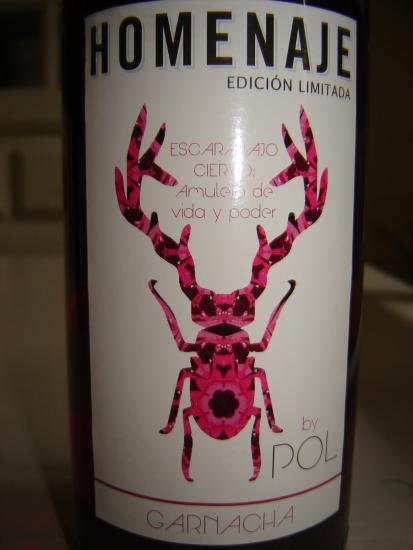 HOMENAJE
EDICIÓN LIMITADA
ESCARABAJO
CIERVO:
Amuleto de
vida y poder
by
POL
GARNACHA